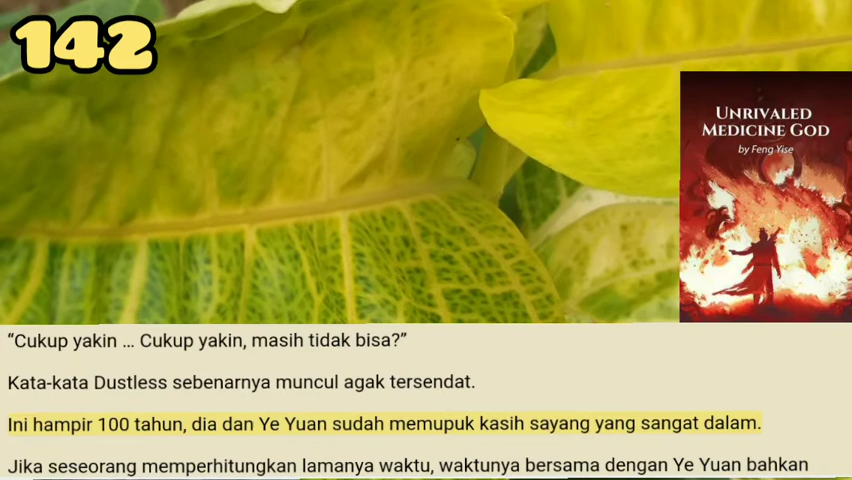 142
UNRIVALED
MEDICINE GOD
by Feng Yise
“Cukup yakin ... Cukup yakin, masih tidak bisa?”
Kata-kata Dustless sebenarnya muncul agak tersendat.
Ini hampir 100 tahun, dia dan Ye Yuan sudah memupuk kasih sayang yang sangat dalam.
Jika seseorang memperhitungkan lamanya waktu, waktunya bersama dengan Ye Yuan bahkan